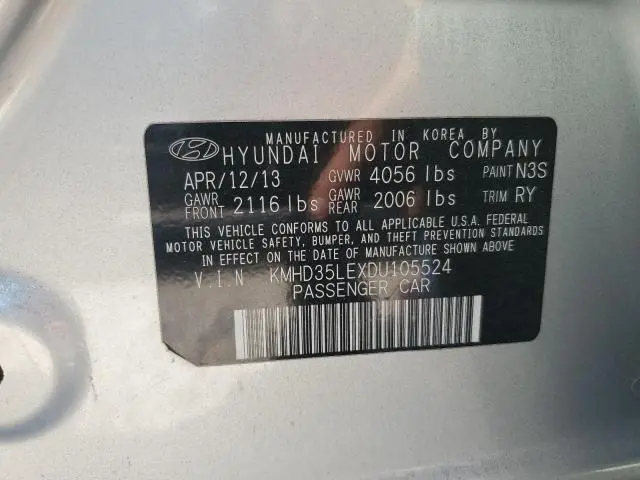 MANUFACTURED IN KOREA BY
HYUNDAI MOTOR COMPANY
APR/12/13 GVWR 4056 lbs PAINT N3S
GAWR FRONT 2116 lbs GAWR REAR 2006 lbs TRIM RY
THIS VEHICLE CONFORMS TO ALL APPLICABLE U.S.A. FEDERAL
MOTOR VEHICLE SAFETY, BUMPER, AND THEFT PREVENTION STANDARDS
IN EFFECT ON THE DATE OF MANUFACTURE SHOWN ABOVE
V.I.N KMHD35LEXDU105524
PASSENGER CAR